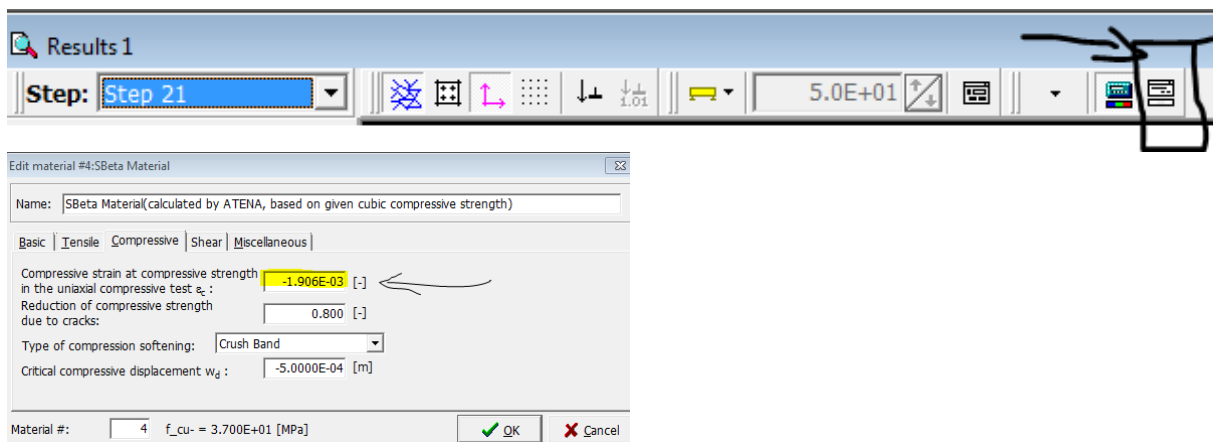 Results 1
Step: Step 21
1.01
5.0E+01
Edit material #4:SBeta Material
Name: SBeta Material(calculated by ATENA, based on given cubic compressive strength)
Basic Tensile Compressive Shear Miscellaneous
Compressive strain at compressive strength
in the uniaxial compressive test εc : -1.906E-03 [-]
Reduction of compressive strength
due to cracks: 0.800 [-]
Type of compression softening: Crush Band
Critical compressive displacement wd : -5.0000E-04 [m]
Material #: 4 f_cu- = 3.700E+01 [MPa] OK Cancel